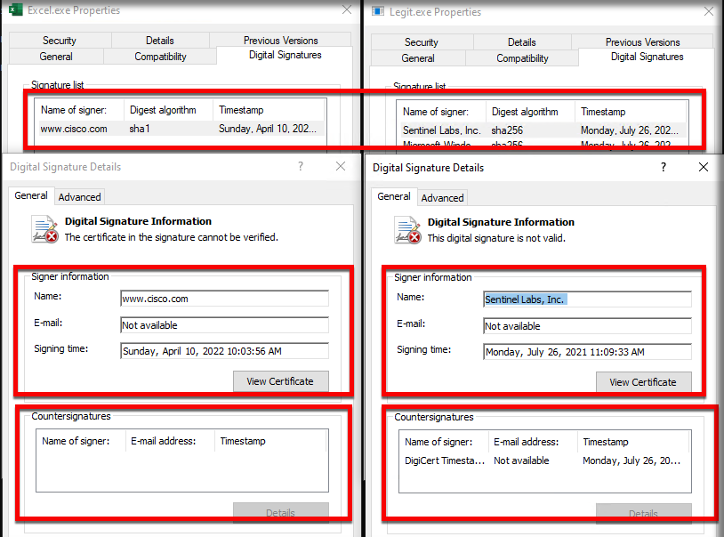 Excel.exe Properties
Security
Details
Previous Versions
General
Compatibility
Digital Signatures
Signature list
Name of signer:
Digest algorithm
Timestamp
www.cisco.com
sha1
Sunday, April 10, 202...
Digital Signature Details
?
General
Advanced
Digital Signature Information
The certificate in the signature cannot be verified.
Signer information
Name:
www.cisco.com
E-mail:
Not available
Signing time:
Sunday, April 10, 2022 10:03:56 AM
View Certificate
Countersignatures
Name of signer:
E-mail address:
Timestamp
Details
Legit.exe Properties
Security
Details
Previous Versions
General
Compatibility
Digital Signatures
Signature list
Name of signer:
Digest algorithm
Timestamp
Sentinel Labs, Inc.
sha256
Monday, July 26, 202...
Microsoft Windo...
sha256
Monday, July 26, 202...
Digital Signature Details
?
General
Advanced
Digital Signature Information
This digital signature is not valid.
Signer information
Name:
Sentinel Labs, Inc.
E-mail:
Not available
Signing time:
Monday, July 26, 2021 11:09:33 AM
View Certificate
Countersignatures
Name of signer:
E-mail address:
Timestamp
DigiCert Timesta...
Not available
Monday, July 26, 20...
Details